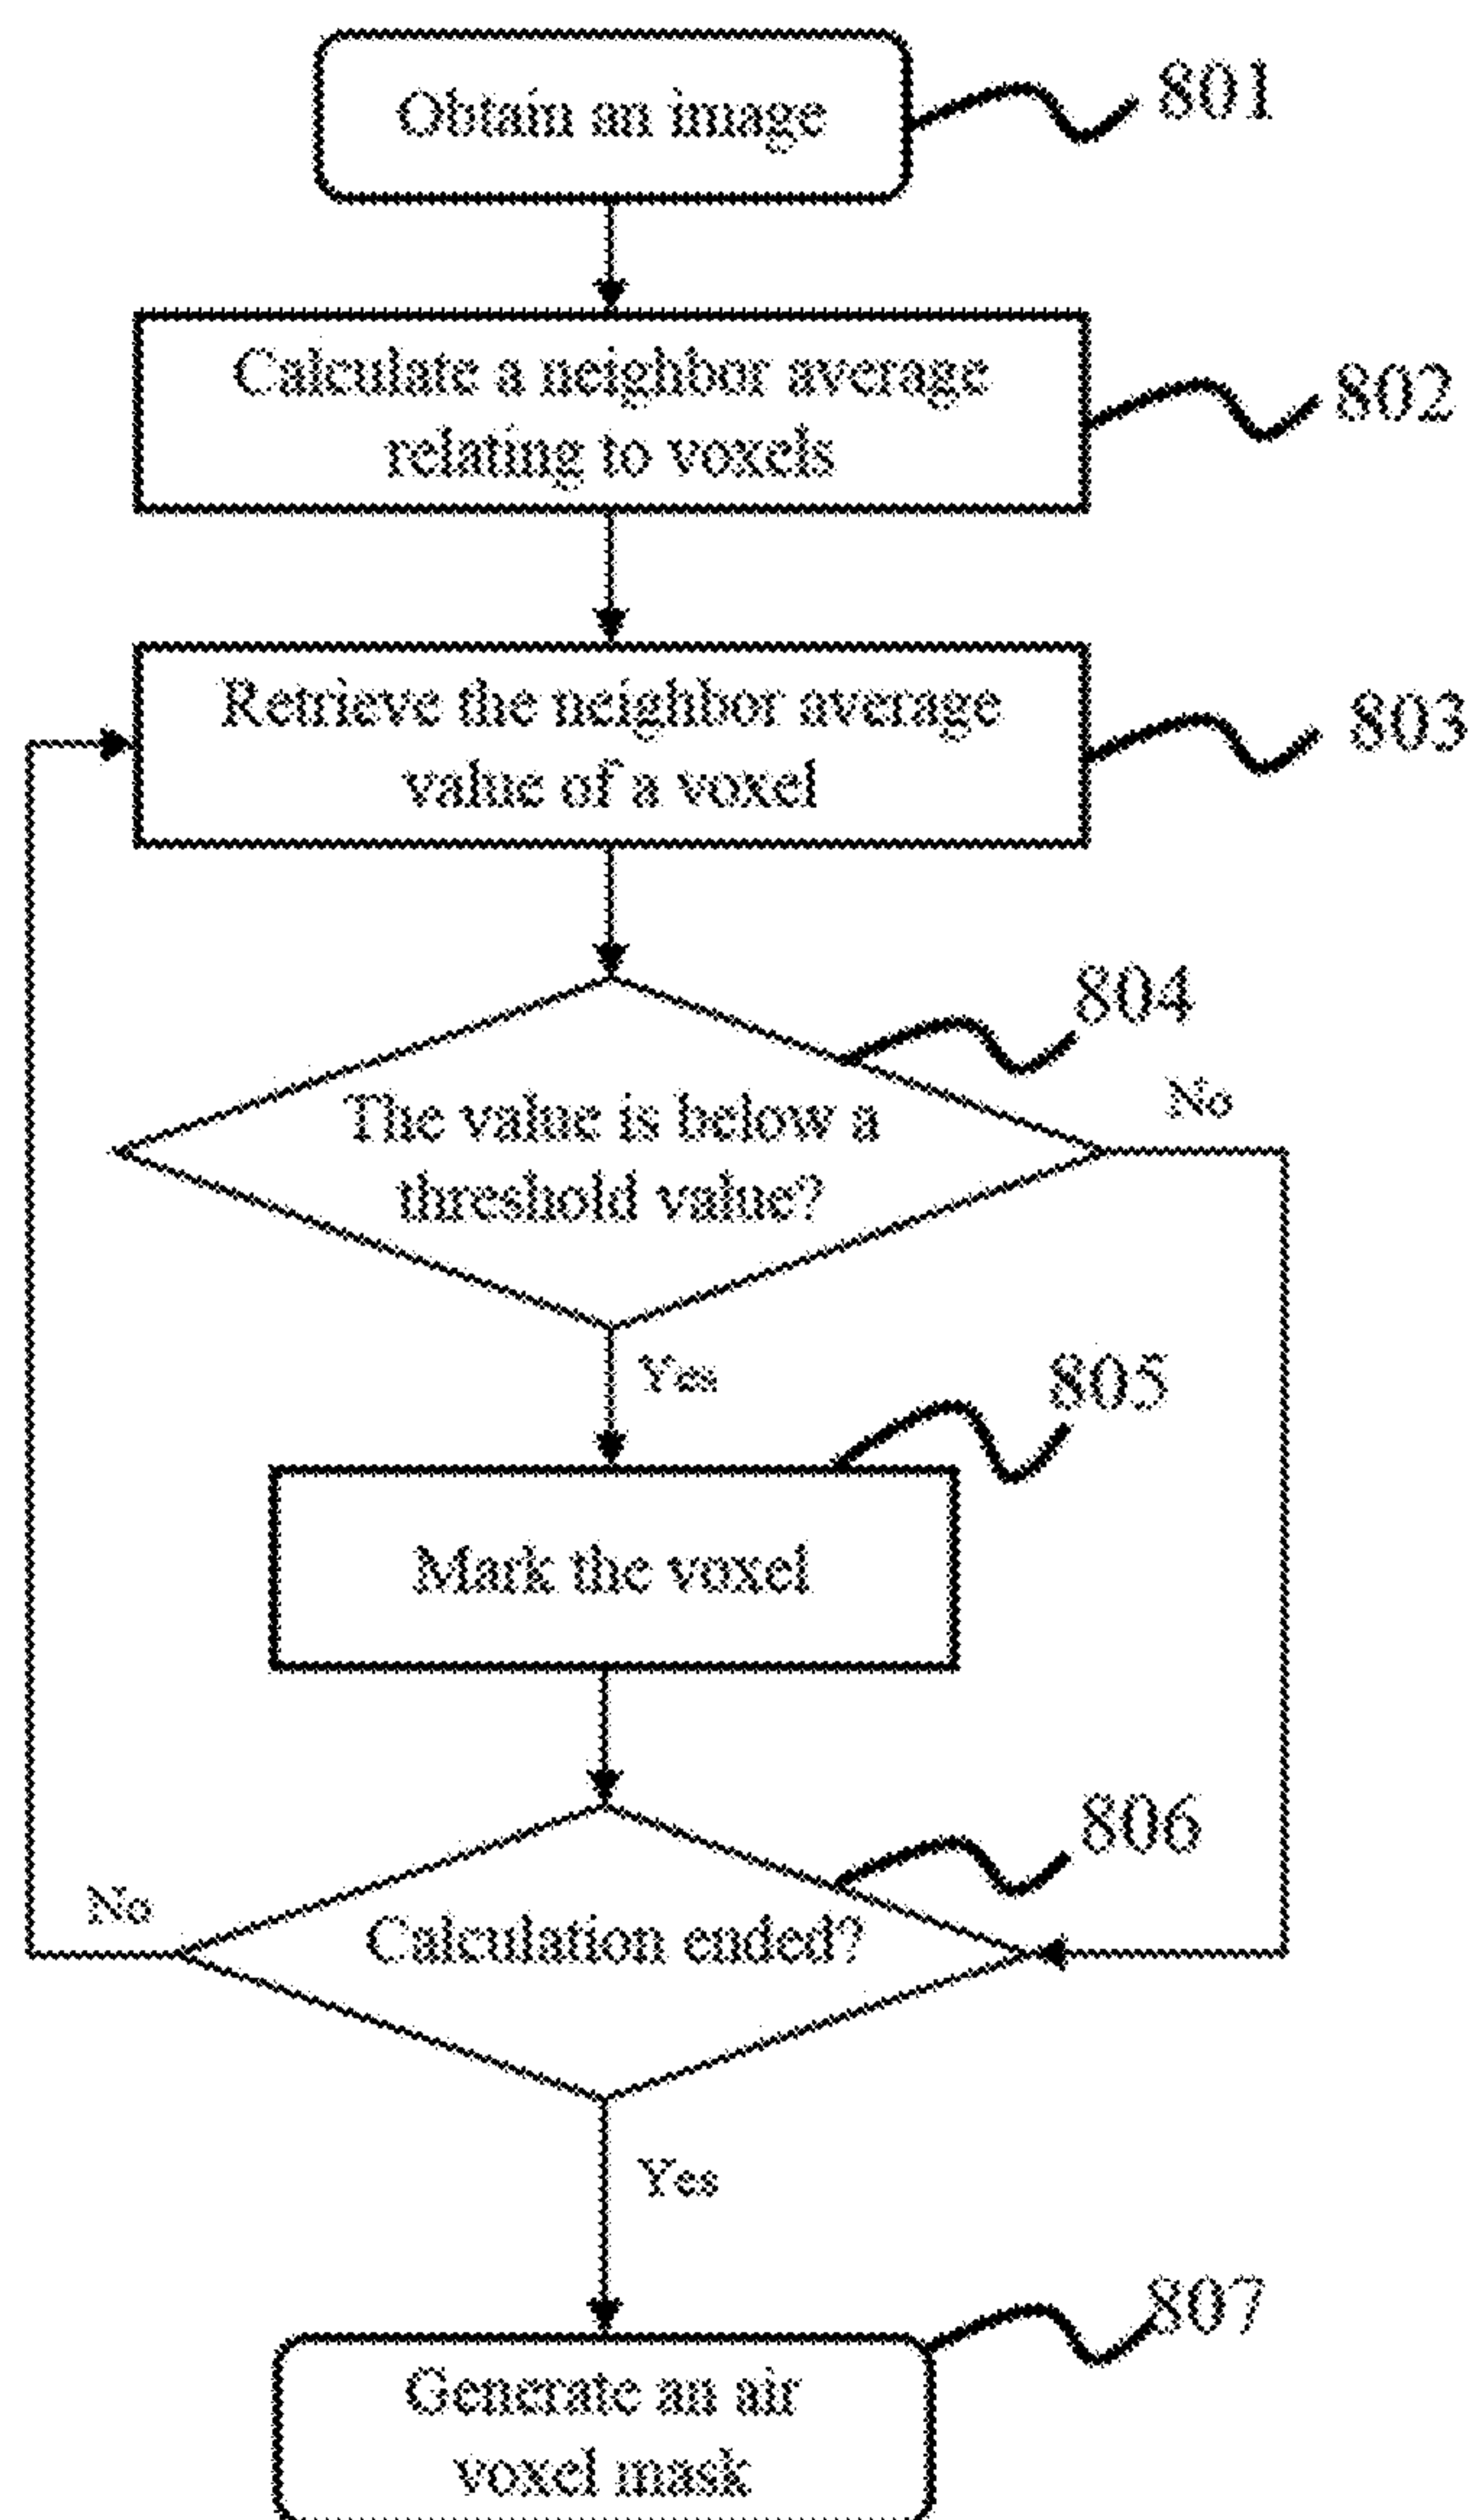 Obtain an image
801
Calculate a neighbor average
relating to voxels
802
Retrieve the neighbor average
value of a voxel
803
804
The value is below a
threshold value?
No
Yes
805
Mark the voxel
806
No
Calculation ended?
Yes
807
Generate an air
voxel mask